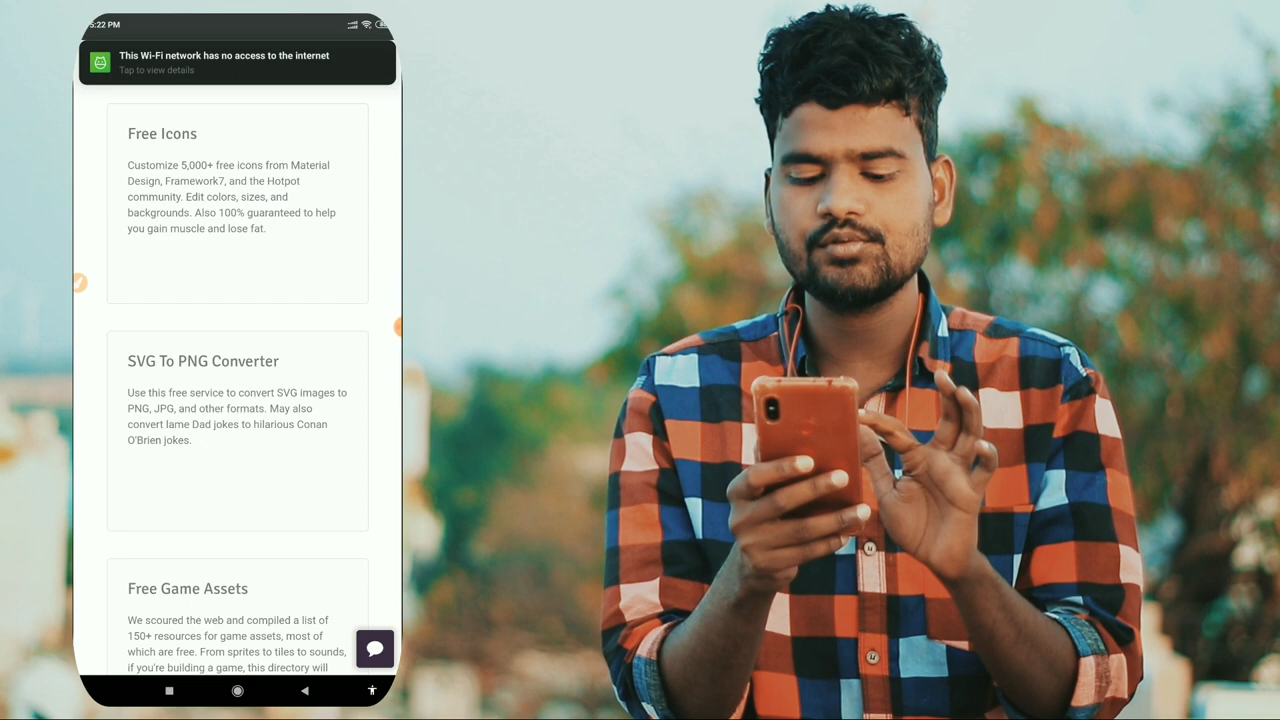 5:22 PM
This Wi-Fi network has no access to the internet
Tap to view details
Free Icons
Customize 5,000+ free icons from Material
Design, Framework7, and the Hotpot
community. Edit colors, sizes, and
backgrounds. Also 100% guaranteed to help
you gain muscle and lose fat.
SVG To PNG Converter
Use this free service to convert SVG images to
PNG, JPG, and other formats. May also
convert lame Dad jokes to hilarious Conan
O'Brien jokes.
Free Game Assets
We scoured the web and compiled a list of
150+ resources for game assets, most of
which are free. From sprites to tiles to sounds,
if you're building a game, this directory will